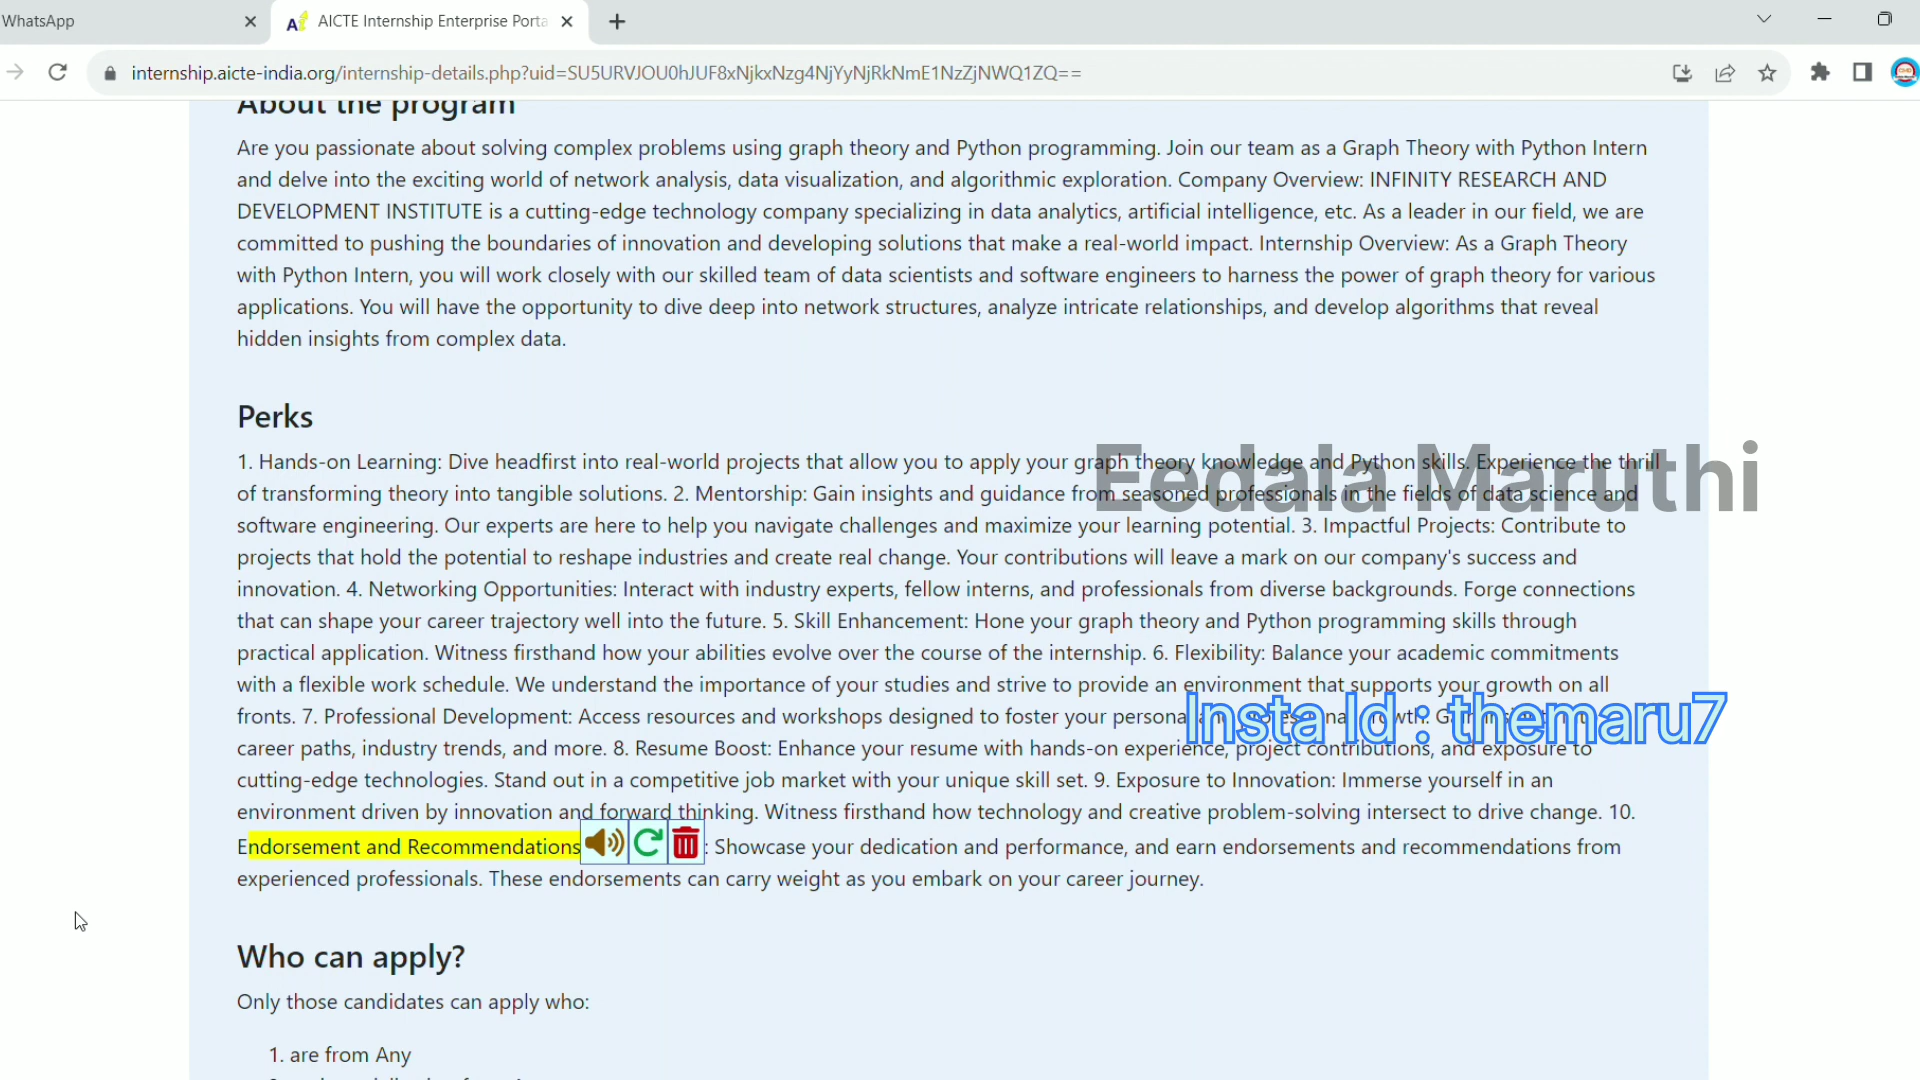 WhatsApp
AICTE Internship Enterprise Porta
internship.aicte-india.org/internship-details.php?uid=SU5URVJOU0hJUF8xNjkxNzg4NjYyNjRkNmE1NzZjNWQ1ZQ==
About the program
Are you passionate about solving complex problems using graph theory and Python programming. Join our team as a Graph Theory with Python Intern
and delve into the exciting world of network analysis, data visualization, and algorithmic exploration. Company Overview: INFINITY RESEARCH AND
DEVELOPMENT INSTITUTE is a cutting-edge technology company specializing in data analytics, artificial intelligence, etc. As a leader in our field, we are
committed to pushing the boundaries of innovation and developing solutions that make a real-world impact. Internship Overview: As a Graph Theory
with Python Intern, you will work closely with our skilled team of data scientists and software engineers to harness the power of graph theory for various
applications. You will have the opportunity to dive deep into network structures, analyze intricate relationships, and develop algorithms that reveal
hidden insights from complex data.
Perks
1. Hands-on Learning: Dive headfirst into real-world projects that allow you to apply your graph theory knowledge and Python skills. Experience the thrill
Eedala Maruthi
of transforming theory into tangible solutions. 2. Mentorship: Gain insights and guidance from seasoned professionals in the fields of data science and
software engineering. Our experts are here to help you navigate challenges and maximize your learning potential. 3. Impactful Projects: Contribute to
projects that hold the potential to reshape industries and create real change. Your contributions will leave a mark on our company's success and
innovation. 4. Networking Opportunities: Interact with industry experts, fellow interns, and professionals from diverse backgrounds. Forge connections
that can shape your career trajectory well into the future. 5. Skill Enhancement: Hone your graph theory and Python programming skills through
practical application. Witness firsthand how your abilities evolve over the course of the internship. 6. Flexibility: Balance your academic commitments
with a flexible work schedule. We understand the importance of your studies and strive to provide an environment that supports your growth on all
fronts. 7. Professional Development: Access resources and workshops designed to foster your
Insta Id : themaru7
career paths, industry trends, and more. 8. Resume Boost: Enhance your resume with hands-on experience, project contributions, and exposure to
cutting-edge technologies. Stand out in a competitive job market with your unique skill set. 9. Exposure to Innovation: Immerse yourself in an
environment driven by innovation and forward thinking. Witness firsthand how technology and creative problem-solving intersect to drive change. 10.
Endorsement and Recommendations : Showcase your dedication and performance, and earn endorsements and recommendations from
experienced professionals. These endorsements can carry weight as you embark on your career journey.
Who can apply?
Only those candidates can apply who:
1. are from Any